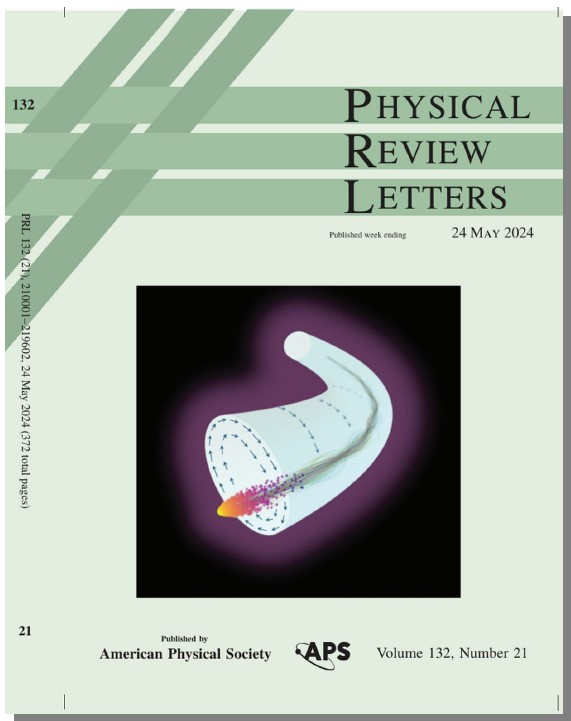 132
PHYSICAL
REVIEW
LETTERS
Published week ending
24 MAY 2024
PRL 132 (21), 210001–219602, 24 May 2024 (372 total pages)
21
Published by
American Physical Society
APS
Volume 132, Number 21